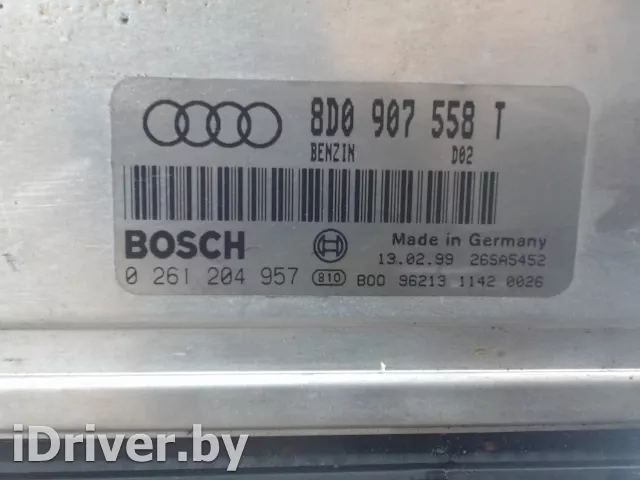 8D0 907 558 T
BENZIN D02
BOSCH
Made in Germany
13.02.99 26SA5452
0 261 204 957 810 B00 96213 1142 0026
iDriver.by